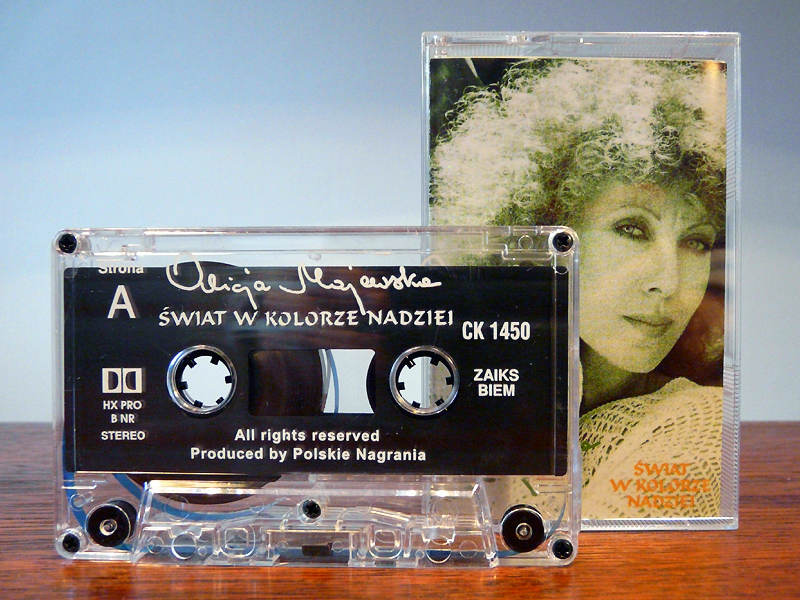 Strona
A
Alicja Majewska
ŚWIAT W KOLORZE NADZIEI
CK 1450
HX PRO
B NR
STEREO
ZAIKS
BIEM
All rights reserved
Produced by Polskie Nagrania
ŚWIAT
W KOLORZE
NADZIEI